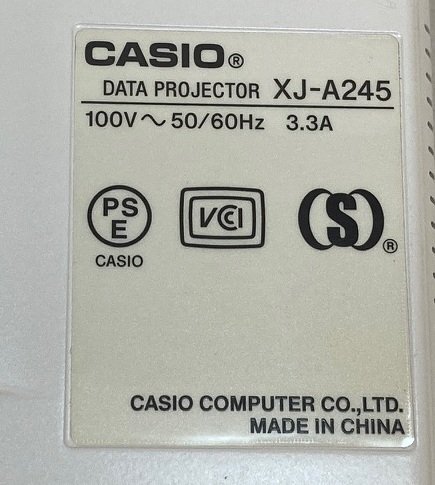 CASIO®
DATA PROJECTOR XJ-A245
100V～50/60Hz 3.3A
PS
E
CASIO
VCCI
(S)®
CASIO COMPUTER CO.,LTD.
MADE IN CHINA